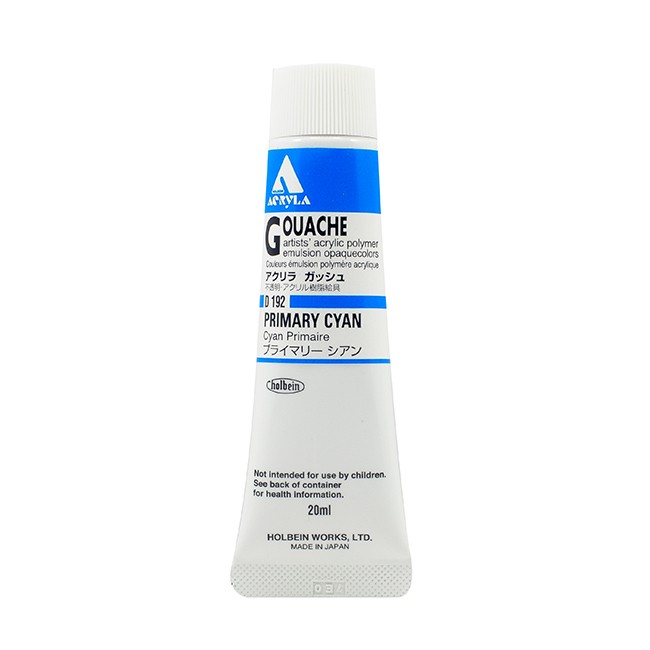 ACRYLA
GOUACHE
artists' acrylic polymer
emulsion opaquecolors
Couleurs émulsion polymère acrylique
アクリラ ガッシュ
不透明・アクリル樹脂絵具
D 192
PRIMARY CYAN
Cyan Primaire
プライマリー シアン
holbein
Not intended for use by children.
See back of container
for health information.
20ml
HOLBEIN WORKS, LTD.
MADE IN JAPAN